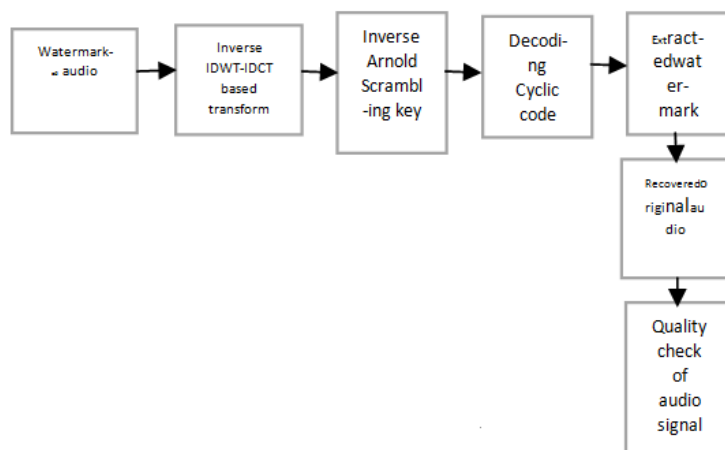 Watermark-
ed audio
Inverse
IDWT-IDCT
based
transform
Inverse
Arnold
Scrambl
-ing key
Decodi-
ng
Cyclic
code
Extract-
edwat
er-
mark
RecoveredO
riginalau
dio
Quality
check
of
audio
signal